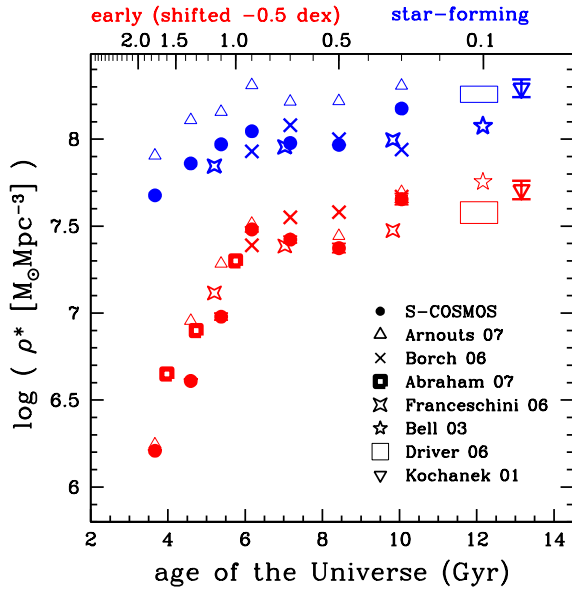 early (shifted −0.5 dex) star-forming
2.0 1.5 1.0 0.5 0.1
8
7.5
7
6.5
6
log ( ρ* [M⊙Mpc⁻³] )
S-COSMOS
Arnouts 07
Borch 06
Abraham 07
Franceschini 06
Bell 03
Driver 06
Kochanek 01
2 4 6 8 10 12 14
age of the Universe (Gyr)